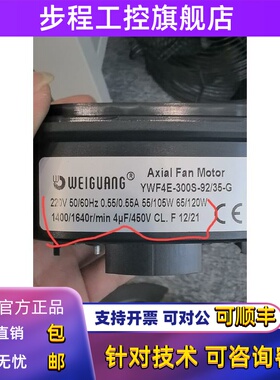 步程工控旗舰店
WEIGUANG
Axial Fan Motor
YWF4E-300S-92/35-G
220V 50/60Hz 0.55/0.55A 55/105W 65/120W
1400/1640r/min 4µF/450V CL. F 12/21
CE
官方正品
直销 包
无忧 邮
支持开票 可对公 可顺丰
针对技术 可咨询客